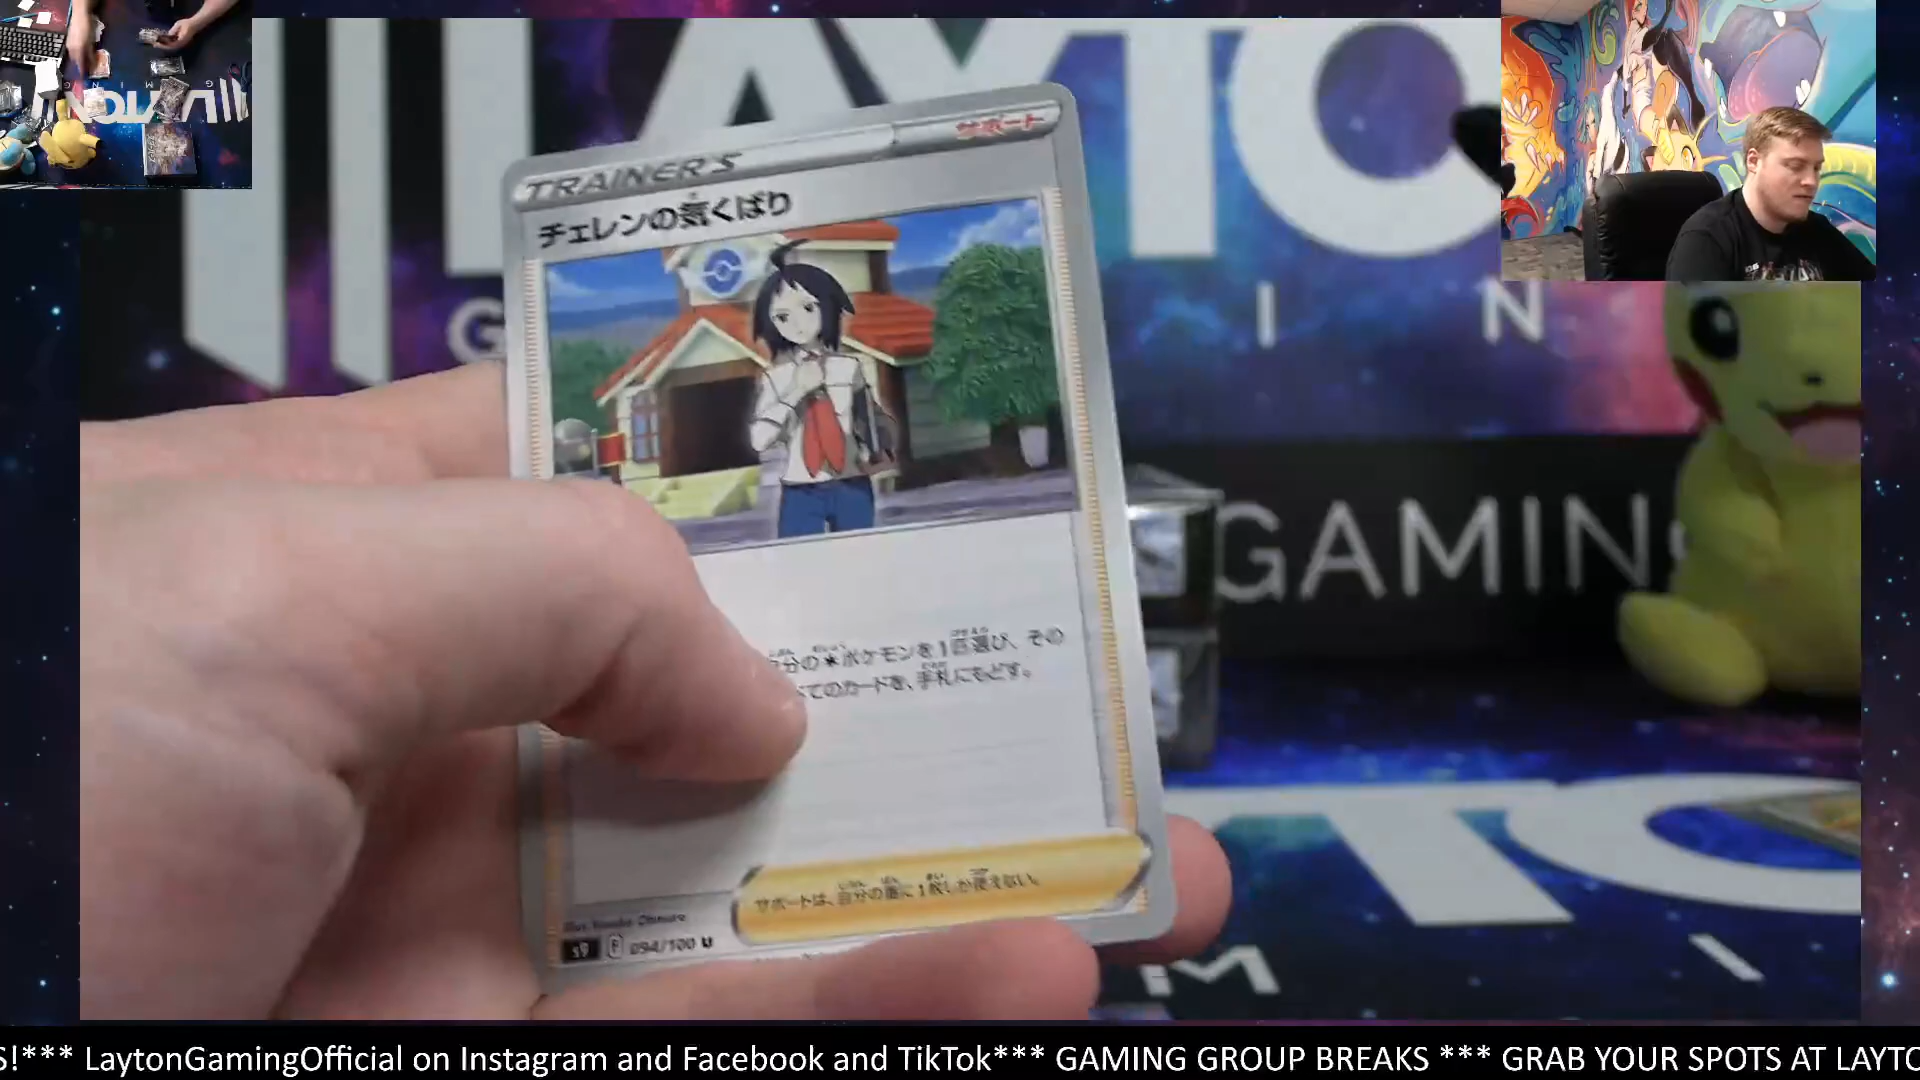 TRAINER'S
サポート
チェレンの気くばり
分の★ポケモンを1匹選び、その
べてのカードを、手札にもどす。
サポートは、自分の番に1枚しか使えない。
S9 F 094/100 U
LAYTO
G I N
GAMING
S!*** LaytonGamingOfficial on Instagram and Facebook and TikTok*** GAMING GROUP BREAKS *** GRAB YOUR SPOTS AT LAYTO